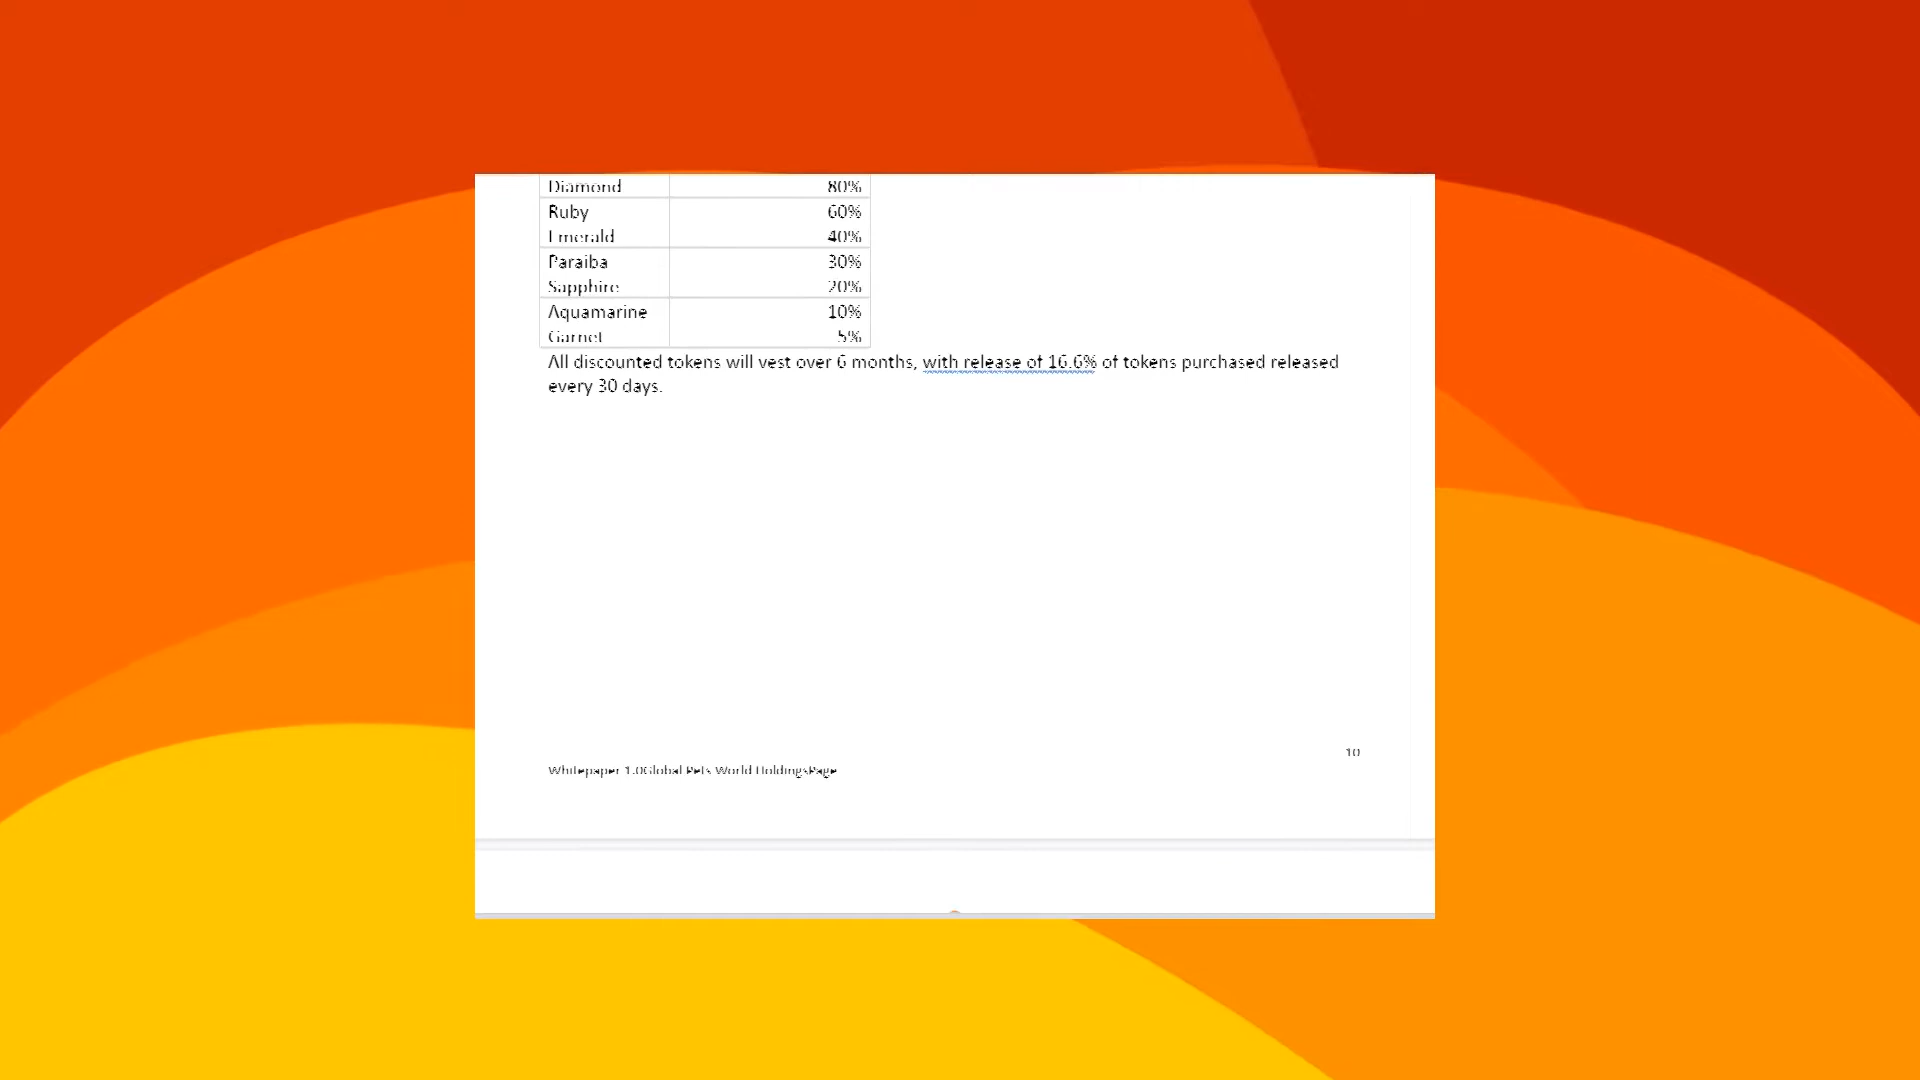 Diamond 80%
Ruby 60%
Emerald 40%
Paraiba 30%
Sapphire 20%
Aquamarine 10%
Garnet 5%
All discounted tokens will vest over 6 months, with release of 16.6% of tokens purchased released
every 30 days.
10
Whitepaper 1.0Global Pets World HoldingsPage